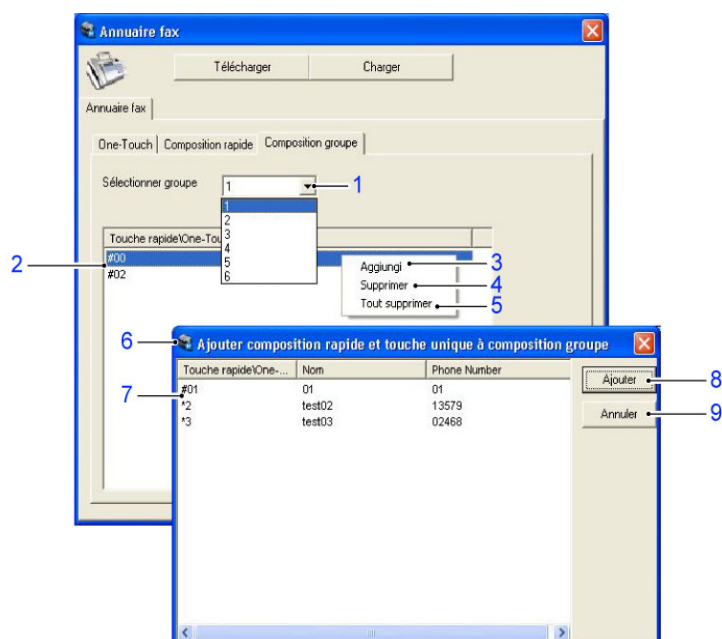 Annuaire fax
Télécharger
Charger
Annuaire fax
One-Touch
Composition rapide
Composition groupe
Sélectionner groupe
1
1
1
2
3
4
5
6
Touche rapide\One-Tou
2
#00
#02
Aggiungi
3
Supprimer
4
Tout supprimer
5
6
Ajouter composition rapide et touche unique à composition groupe
Touche rapide\One-... Nom Phone Number
7
#01 01 01
*2 test02 13579
*3 test03 02468
Ajouter
8
Annuler
9